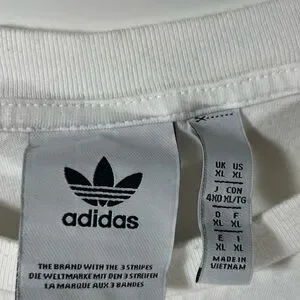 adidas
THE BRAND WITH THE 3 STRIPES
DIE WELTMARKE MIT DEN 3 STREIFEN
LA MARQUE AUX 3 BANDES
UK US
XL XL
J CDN
4XO XL/TG
D F
XL XL
E I
XL XL
MADE IN
VIETNAM